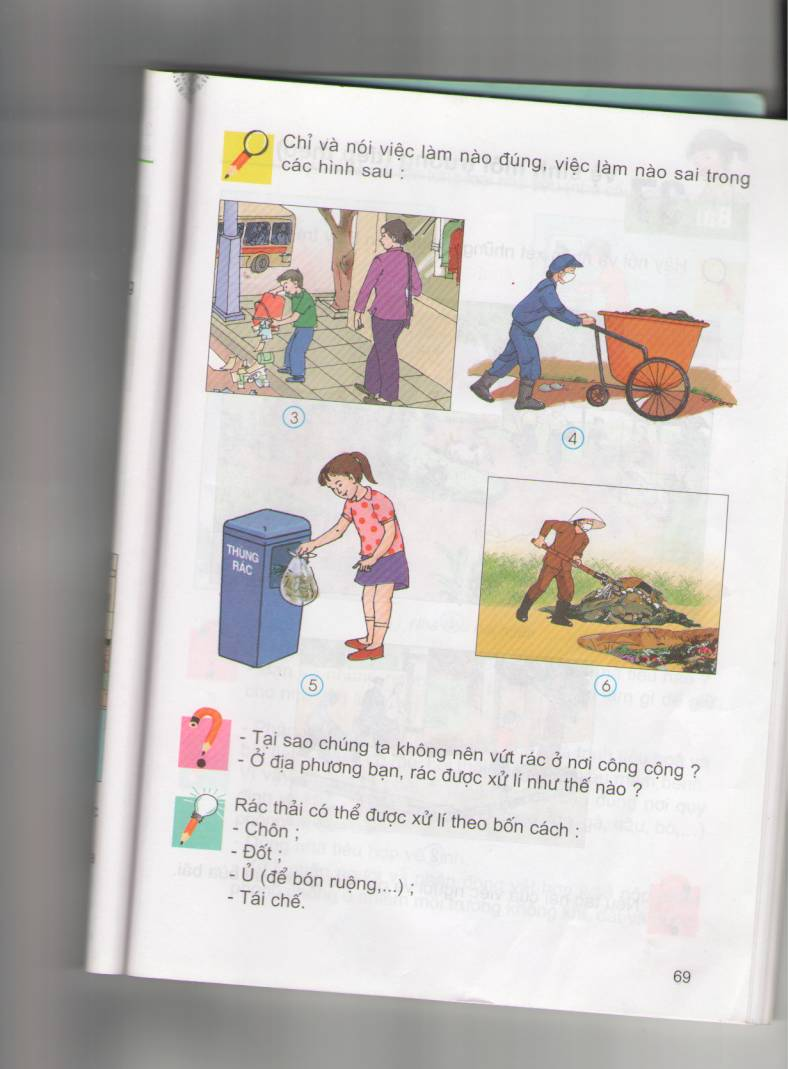 Chỉ và nói việc làm nào đúng, việc làm nào sai trong
các hình sau :
3
4
THÙNG
RÁC
5
6
- Tại sao chúng ta không nên vứt rác ở nơi công cộng ?
- Ở địa phương bạn, rác được xử lí như thế nào ?
Rác thải có thể được xử lí theo bốn cách :
- Chôn ;
- Đốt ;
- Ủ (để bón ruộng,...) ;
- Tái chế.
69